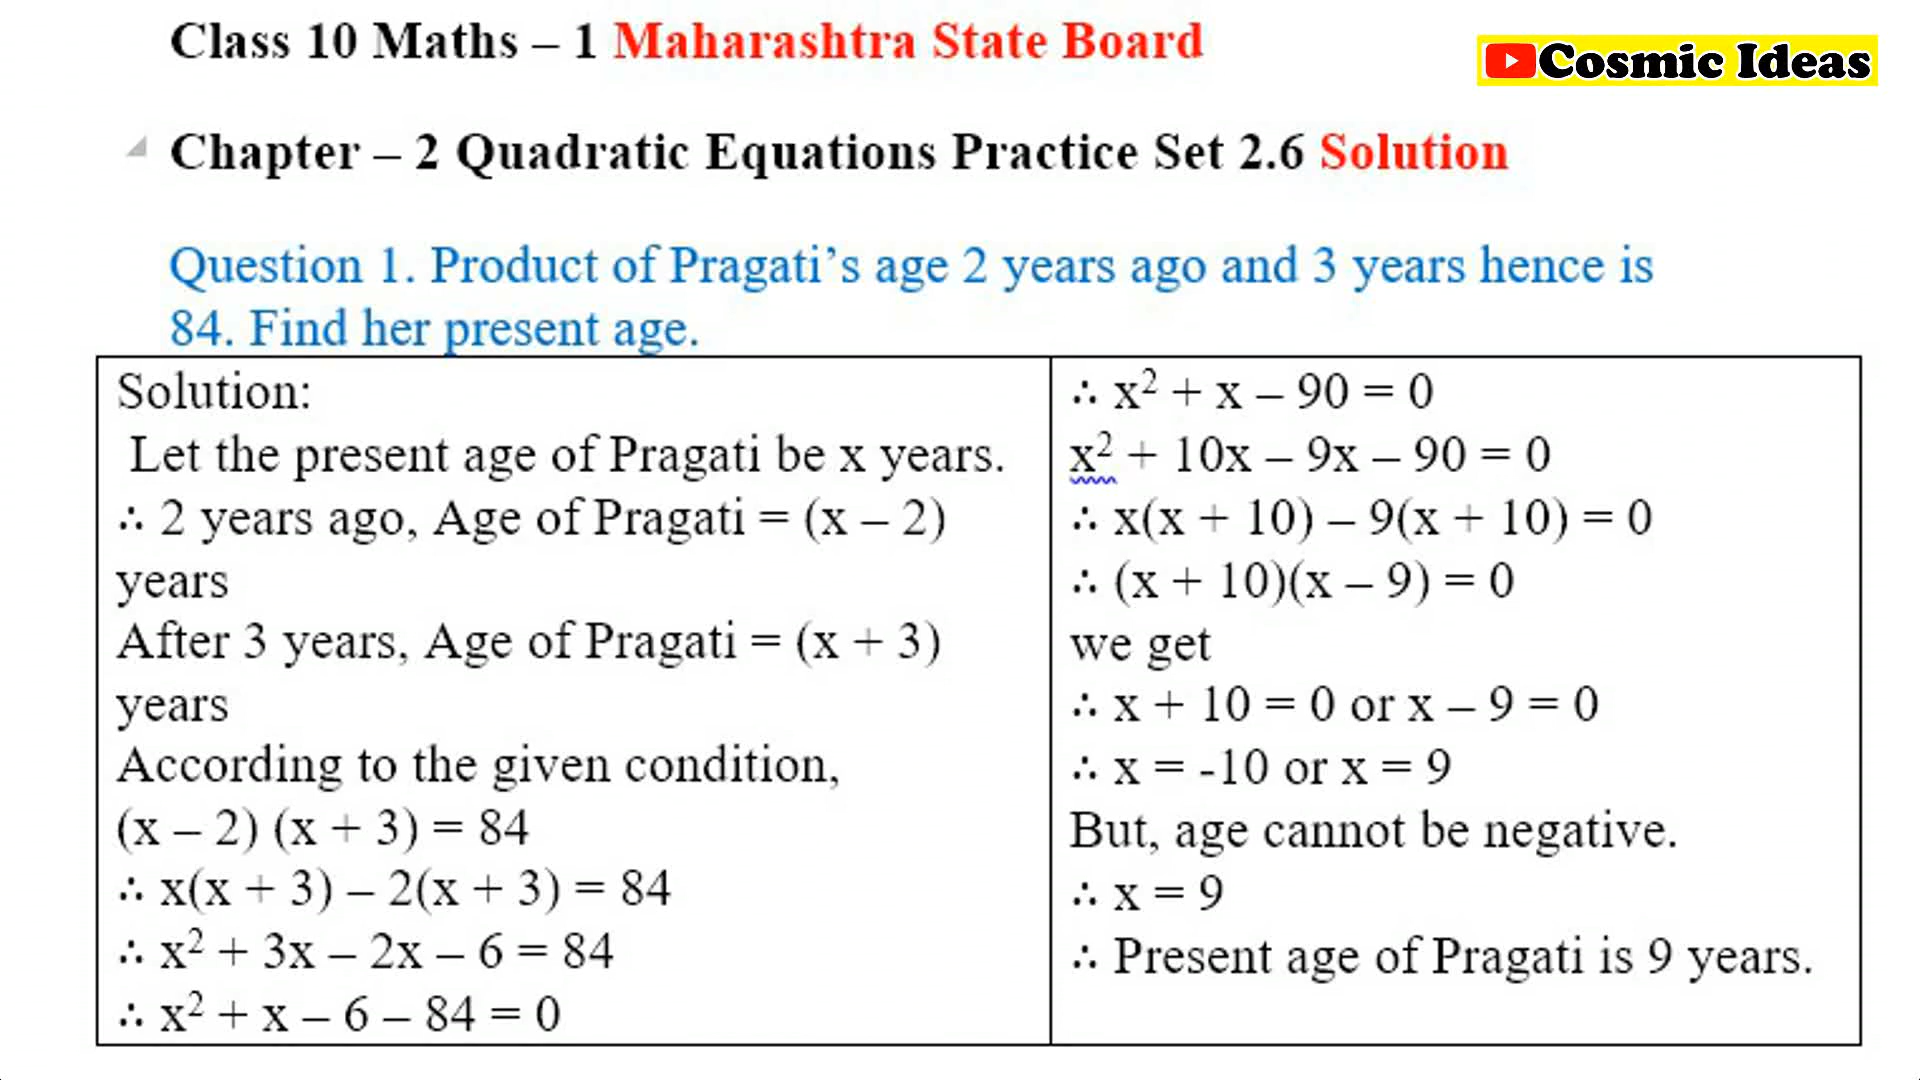 Class 10 Maths – 1 Maharashtra State Board
Cosmic Ideas
Chapter – 2 Quadratic Equations Practice Set 2.6 Solution
Question 1. Product of Pragati’s age 2 years ago and 3 years hence is
84. Find her present age.
Solution:
Let the present age of Pragati be x years.
∴ 2 years ago, Age of Pragati = (x – 2)
years
After 3 years, Age of Pragati = (x + 3)
years
According to the given condition,
(x – 2) (x + 3) = 84
∴ x(x + 3) – 2(x + 3) = 84
∴ x² + 3x – 2x – 6 = 84
∴ x² + x – 6 – 84 = 0
∴ x² + x – 90 = 0
x² + 10x – 9x – 90 = 0
∴ x(x + 10) – 9(x + 10) = 0
∴ (x + 10)(x – 9) = 0
we get
∴ x + 10 = 0 or x – 9 = 0
∴ x = -10 or x = 9
But, age cannot be negative.
∴ x = 9
∴ Present age of Pragati is 9 years.